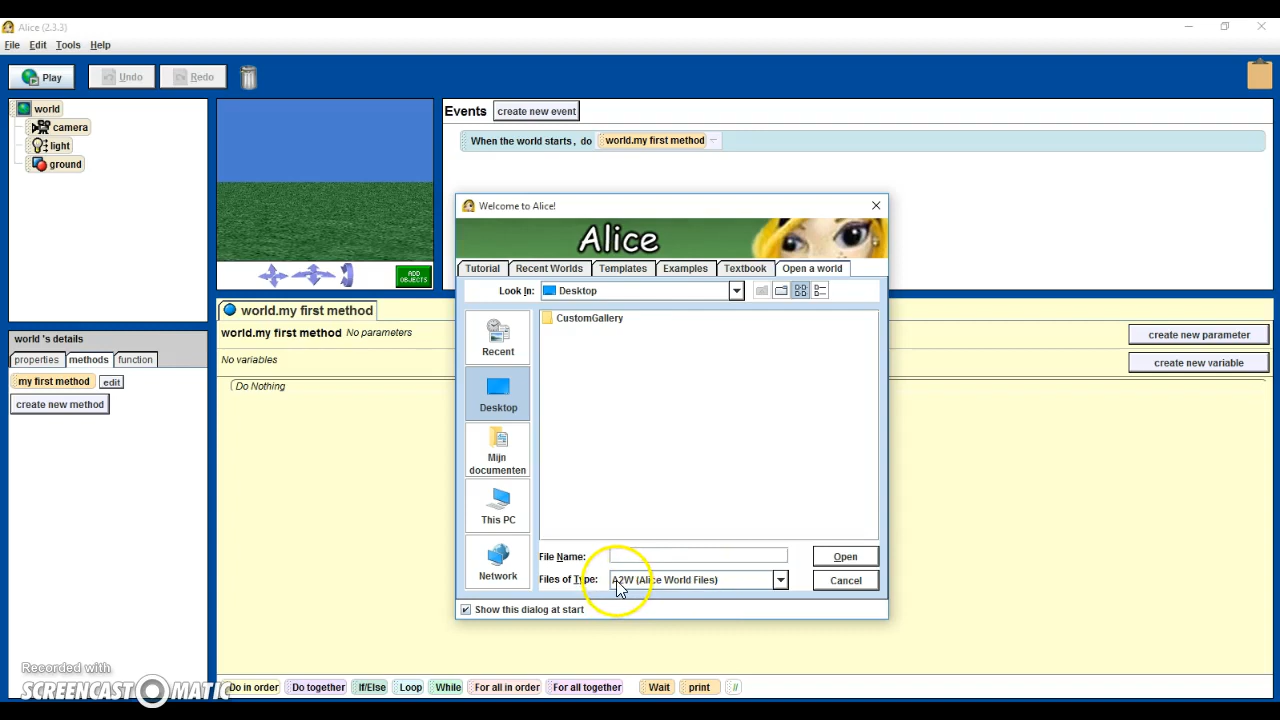 Alice (2.3.3)
File Edit Tools Help
Play Undo Redo
world
camera
light
ground
ADD OBJECTS
Events create new event
When the world starts, do world.my first method
Welcome to Alice!
Alice
Tutorial Recent Worlds Templates Examples Textbook Open a world
Look In: Desktop
CustomGallery
Recent
Desktop
Mijn
documenten
This PC
Network
File Name: Open
Files of Type: A2W (Alice World Files) Cancel
Show this dialog at start
world 's details
properties methods function
my first method edit
create new method
world.my first method
world.my first method No parameters create new parameter
No variables create new variable
Do Nothing
Do in order Do together If/Else Loop While For all in order For all together Wait print //
Recorded with
SCREENCAST-O-MATIC